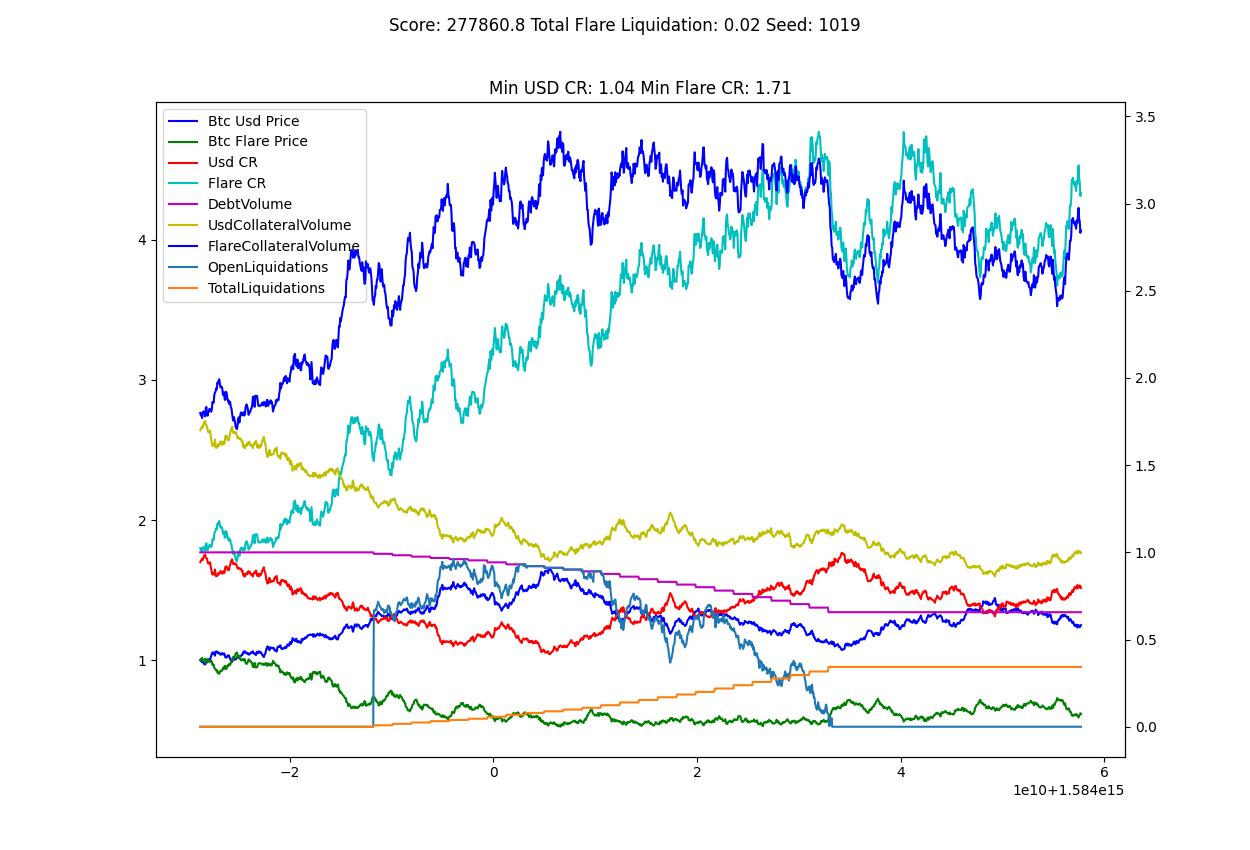 Score: 277860.8 Total Flare Liquidation: 0.02 Seed: 1019
Min USD CR: 1.04 Min Flare CR: 1.71
Btc Usd Price
Btc Flare Price
Usd CR
Flare CR
DebtVolume
UsdCollateralVolume
FlareCollateralVolume
OpenLiquidations
TotalLiquidations
4
3
2
1
3.5
3.0
2.5
2.0
1.5
1.0
0.5
0.0
−2
0
2
4
6
1e10+1.584e15